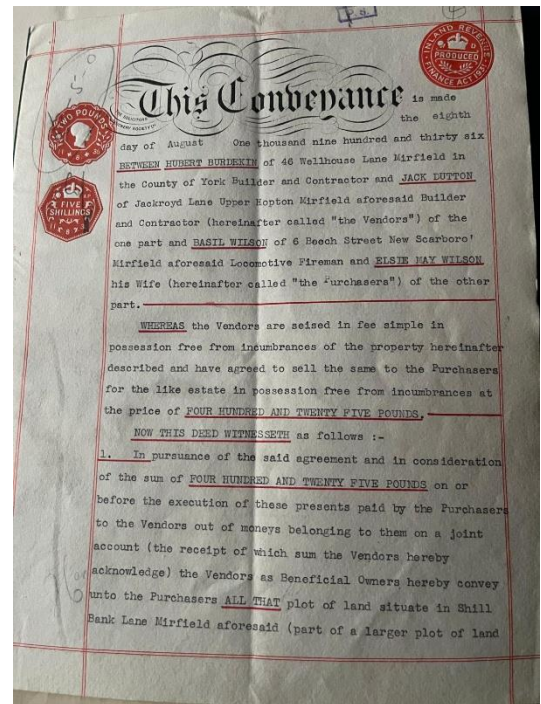 P.a.
INLAND REVENUE
PRODUCED
FINANCE ACT 1931
This Conveyance is made
the eighth
TWO POUNDS
day of August One thousand nine hundred and thirty six
BETWEEN HUBERT BURDEKIN of 46 Wellhouse Lane Mirfield in
the County of York Builder and Contractor and JACK DUTTON
FIVE
SHILLINGS
of Jackroyd Lane Upper Hopton Mirfield aforesaid Builder
and Contractor (hereinafter called "the Vendors") of the
one part and BASIL WILSON of 6 Beech Street New Scarboro'
Mirfield aforesaid Locomotive Fireman and ELSIE MAY WILSON
his Wife (hereinafter called "the Purchasers") of the other
part.
WHEREAS the Vendors are seised in fee simple in
possession free from incumbrances of the property hereinafter
described and have agreed to sell the same to the Purchasers
for the like estate in possession free from incumbrances at
the price of FOUR HUNDRED AND TWENTY FIVE POUNDS.
NOW THIS DEED WITNESSETH as follows :-
1. In pursuance of the said agreement and in consideration
of the sum of FOUR HUNDRED AND TWENTY FIVE POUNDS on or
before the execution of these presents paid by the Purchasers
to the Vendors out of moneys belonging to them on a joint
account (the receipt of which sum the Vendors hereby
acknowledge) the Vendors as Beneficial Owners hereby convey
unto the Purchasers ALL THAT plot of land situate in Shill
Bank Lane Mirfield aforesaid (part of a larger plot of land